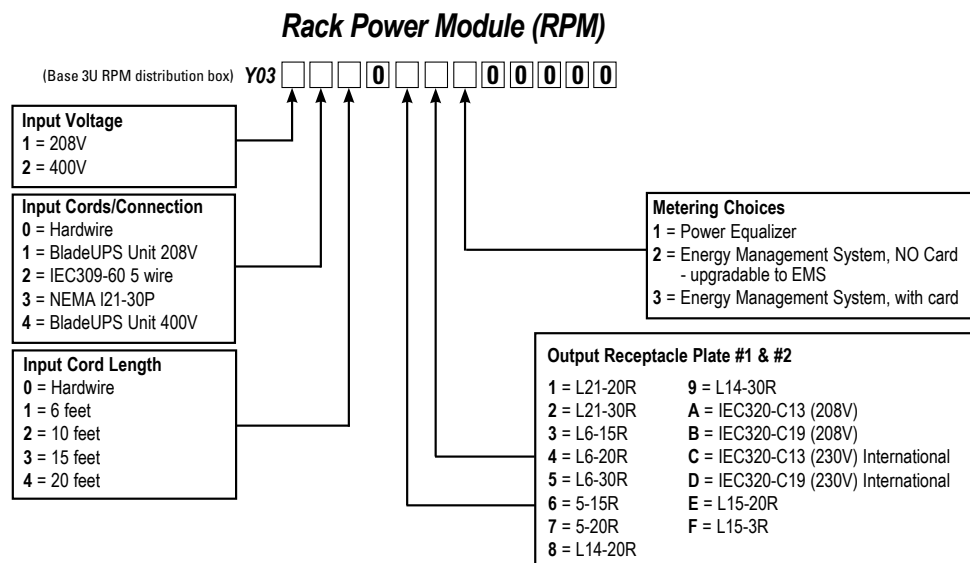 Rack Power Module (RPM)
(Base 3U RPM distribution box) Y03 0 0 0 0 0 0
Input Voltage
1 = 208V
2 = 400V
Input Cords/Connection
0 = Hardwire
1 = BladeUPS Unit 208V
2 = IEC309-60 5 wire
3 = NEMA l21-30P
4 = BladeUPS Unit 400V
Input Cord Length
0 = Hardwire
1 = 6 feet
2 = 10 feet
3 = 15 feet
4 = 20 feet
Metering Choices
1 = Power Equalizer
2 = Energy Management System, NO Card
- upgradable to EMS
3 = Energy Management System, with card
Output Receptacle Plate #1 & #2
1 = L21-20R
2 = L21-30R
3 = L6-15R
4 = L6-20R
5 = L6-30R
6 = 5-15R
7 = 5-20R
8 = L14-20R
9 = L14-30R
A = IEC320-C13 (208V)
B = IEC320-C19 (208V)
C = IEC320-C13 (230V) International
D = IEC320-C19 (230V) International
E = L15-20R
F = L15-3R